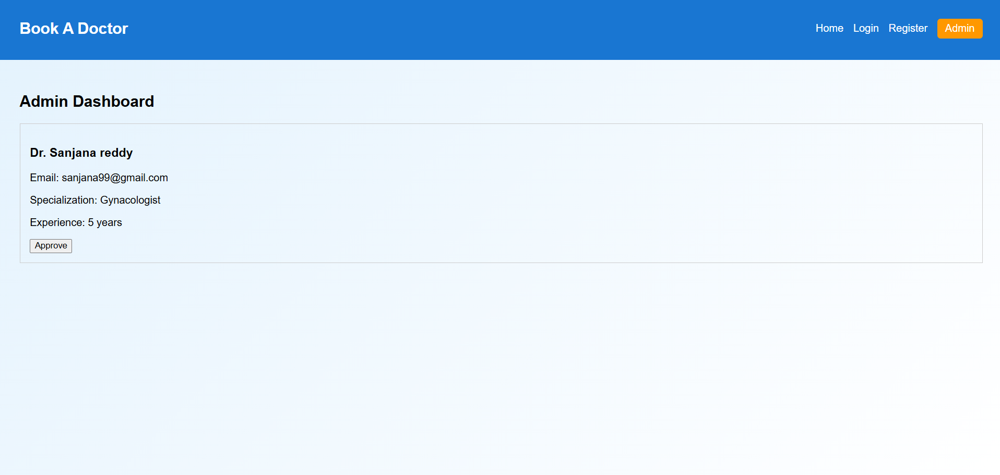 Book A Doctor
Home Login Register Admin
Admin Dashboard
Dr. Sanjana reddy
Email: sanjana99@gmail.com
Specialization: Gynacologist
Experience: 5 years
Approve